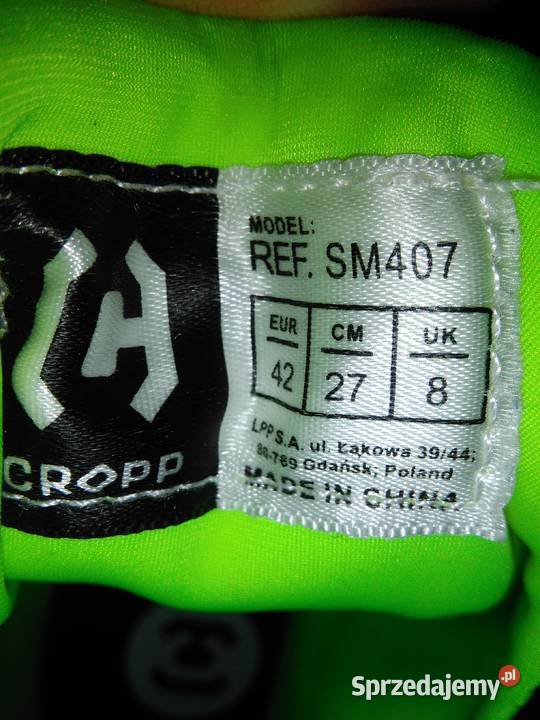 CROPP
MODEL:
REF. SM407
EUR CM UK
42 27 8
LPP S.A. ul. Łąkowa 39/44;
80-769 Gdańsk; Poland
MADE IN CHINA
Sprzedajemy.pl